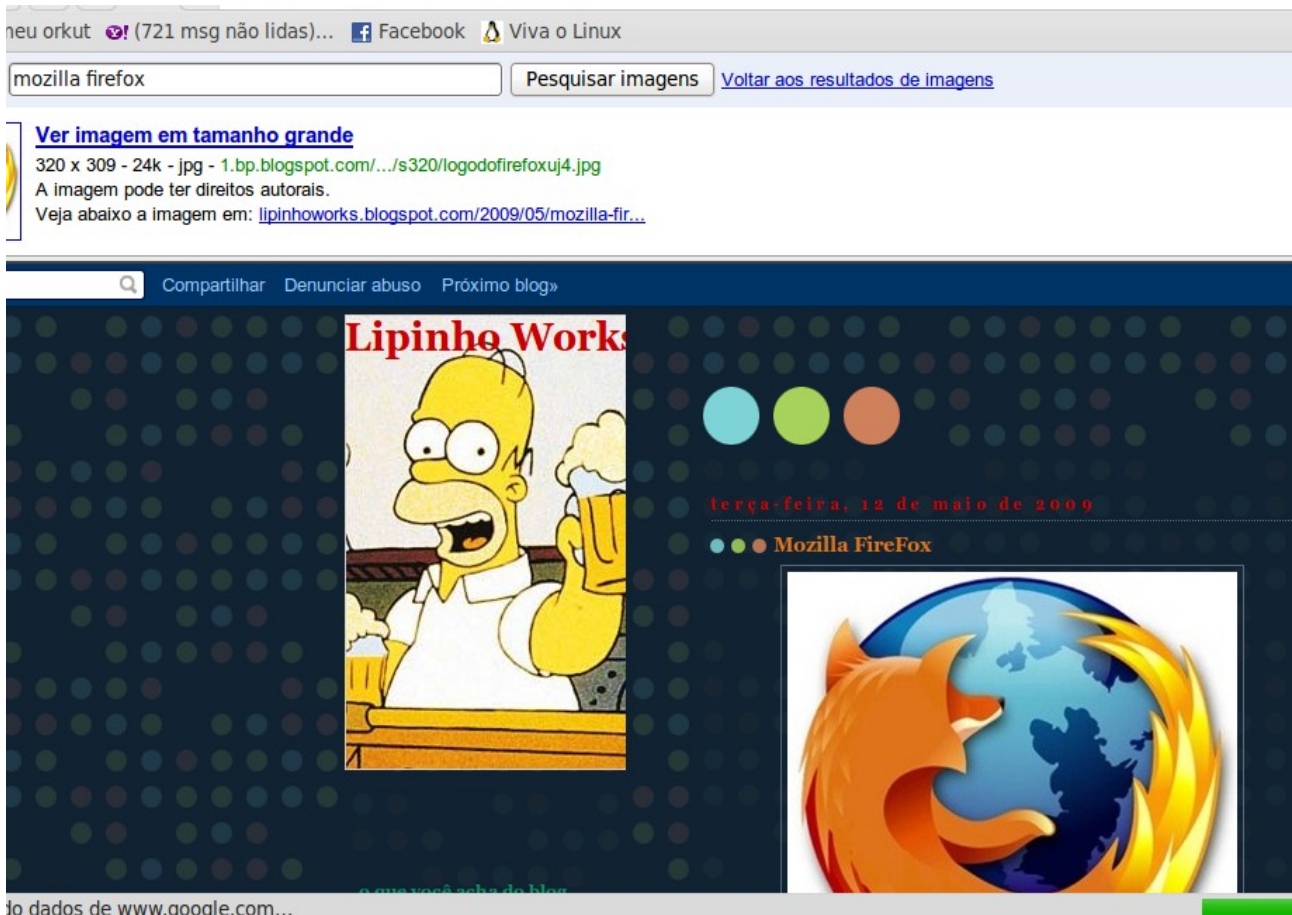 meu orkut (721 msg não lidas)... Facebook Viva o Linux
mozilla firefox Pesquisar imagens Voltar aos resultados de imagens
Ver imagem em tamanho grande
320 x 309 - 24k - jpg - 1.bp.blogspot.com/.../s320/logodofirefoxuj4.jpg
A imagem pode ter direitos autorais.
Veja abaixo a imagem em: lipinhoworks.blogspot.com/2009/05/mozilla-fir...
Compartilhar Denunciar abuso Próximo blog»
Lipinho Works
terça-feira, 12 de maio de 2009
Mozilla FireFox
o que você acha do blog
do dados de www.google.com...